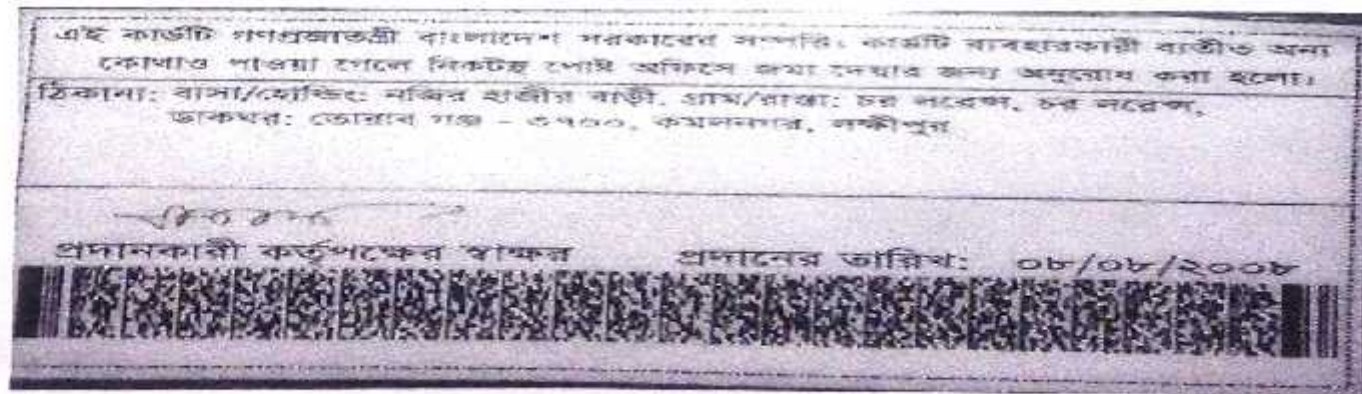 এই কার্ডটি গণপ্রজাতন্ত্রী বাংলাদেশ সরকারের সম্পত্তি। কার্ডটি ব্যবহারকারী ব্যতীত অন্য
কোথাও পাওয়া গেলে নিকটস্থ পোষ্ট অফিসে জমা দেয়ার জন্য অনুরোধ করা হলো।
ঠিকানা: বাসা/হোল্ডিং: নজির হাজীর বাড়ী, গ্রাম/রাস্তা: চর লরেন্স, চর লরেন্স,
ডাকঘর: তোরাব গঞ্জ - ৩৭০০, কমলনগর, লক্ষ্মীপুর
প্রদানকারী কর্তৃপক্ষের স্বাক্ষর প্রদানের তারিখ: ০৮/০৮/২০০৮